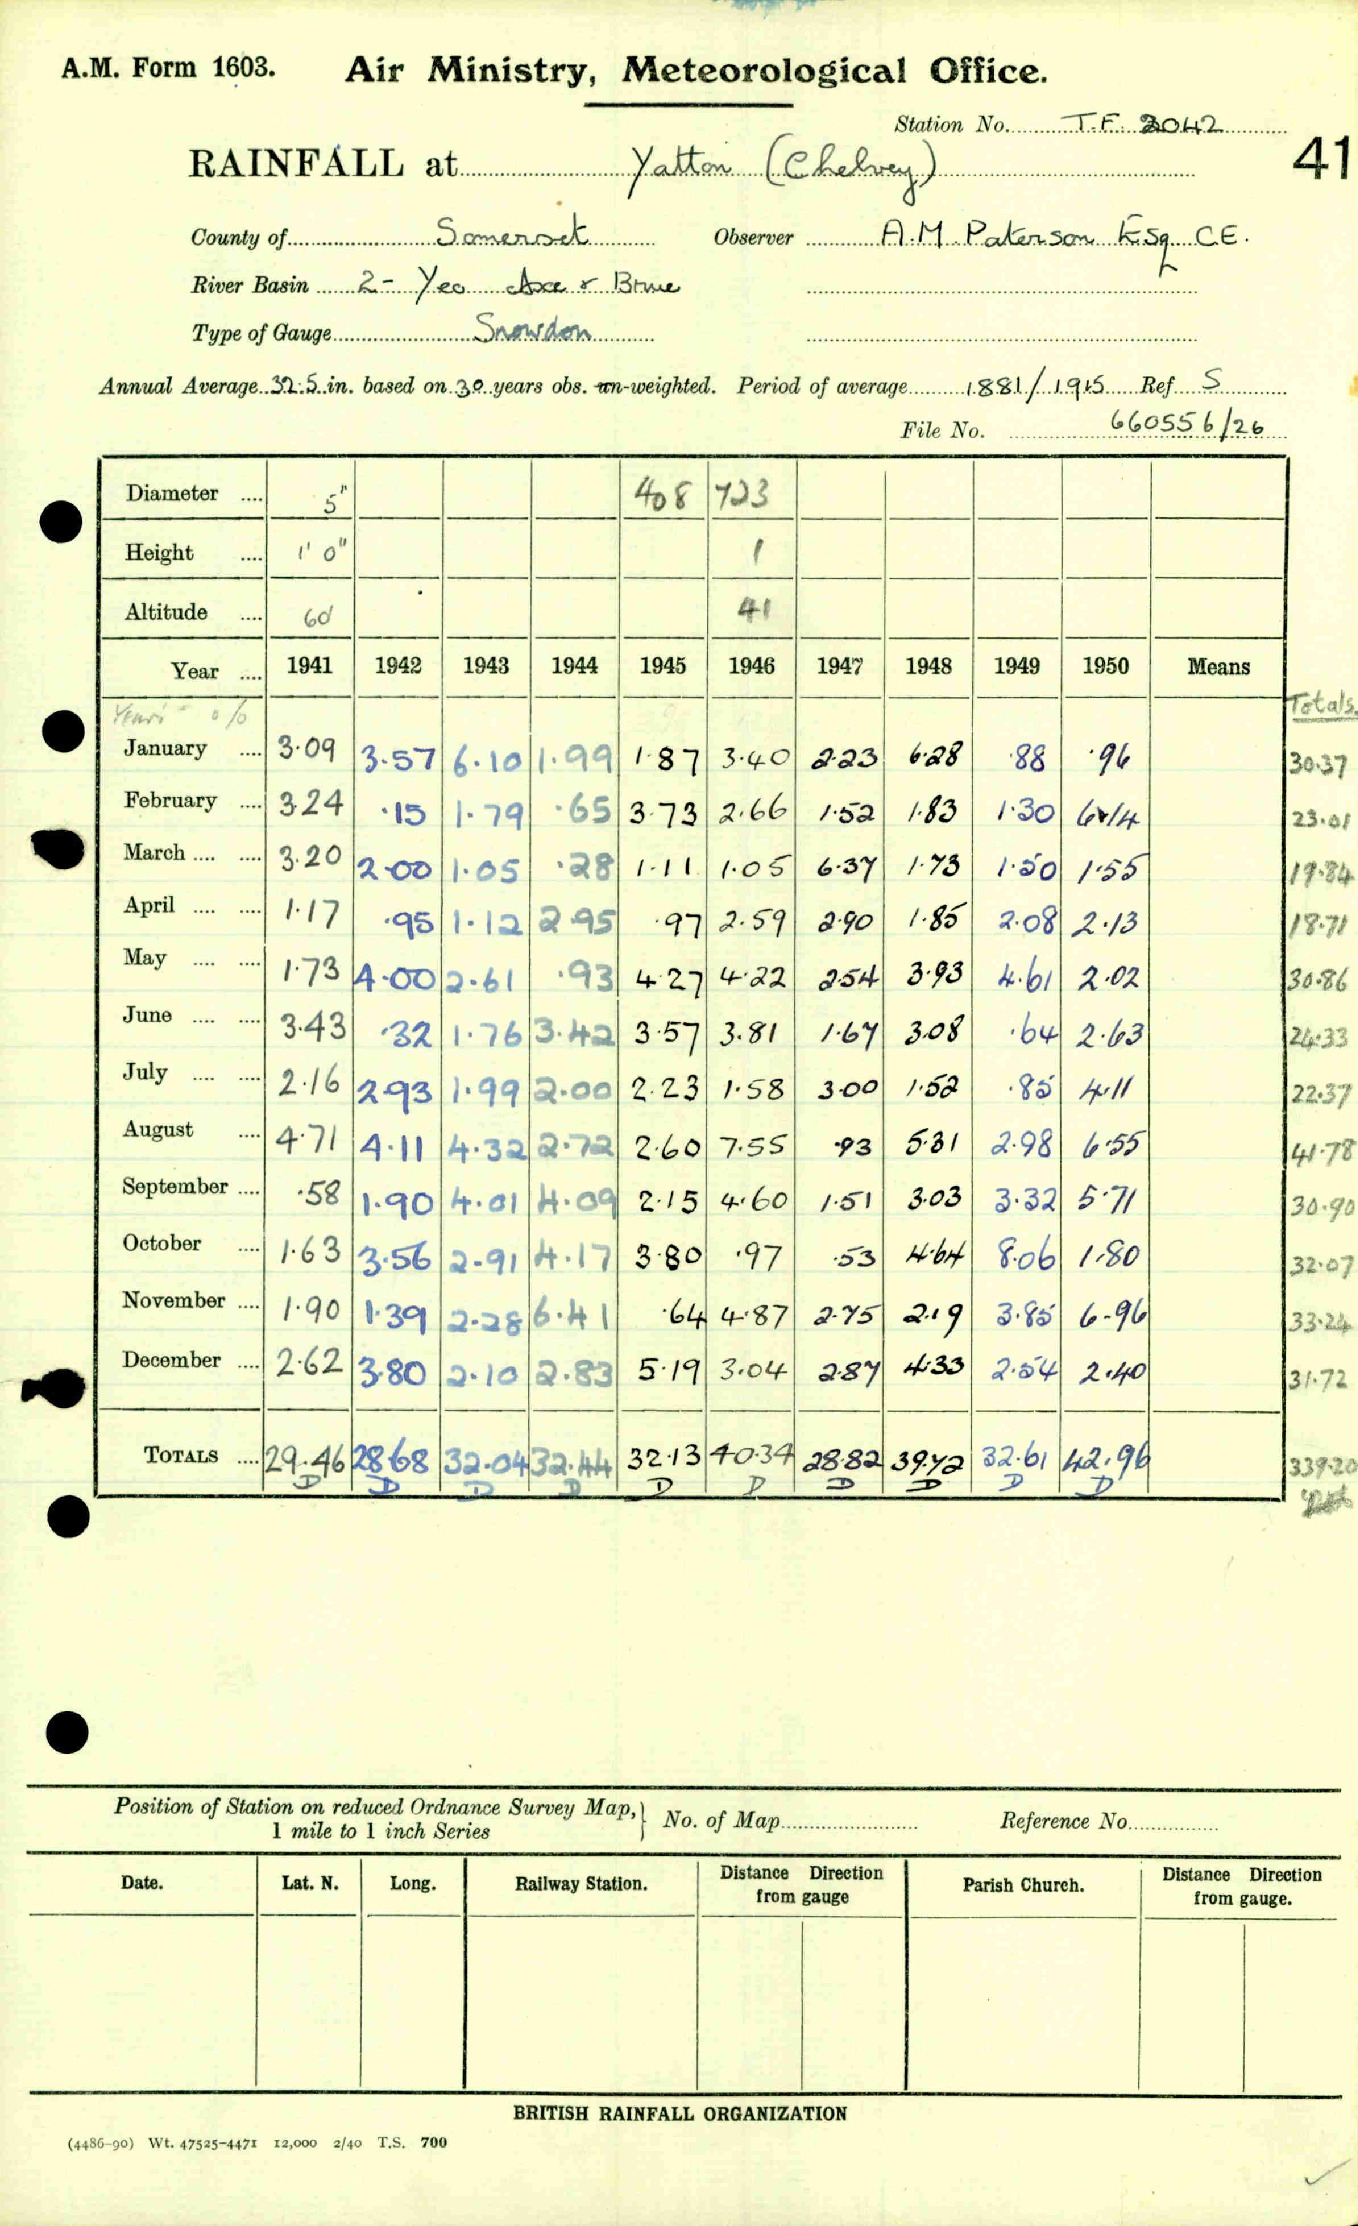 A.M. Form 1603. Air Ministry, Meteorological Office.
Station No. T.F. 2042
41
RAINFALL at Yatton (Chelvey)
County of Somerset Observer A.M. Paterson Esq C.E.
River Basin 2- Yeo Axe & Brue
Type of Gauge Snowdon
Annual Average 32.5 in. based on 30 years obs. un-weighted. Period of average 1881/1915 Ref S
File No. 660556/26
Diameter .... 5" 408 723
Height .... 1' 0" 1
Altitude .... 60 41
Year .... 1941 1942 1943 1944 1945 1946 1947 1948 1949 1950 Means
Totals.
January .... 3.09 3.57 6.10 1.99 1.87 3.40 2.23 6.28 .88 .96 30.37
February .... 3.24 .15 1.79 .65 3.73 2.66 1.52 1.83 1.30 6.14 23.01
March .... .... 3.20 2.00 1.05 .28 1.11 1.05 6.37 1.73 1.50 1.55 19.84
April .... .... 1.17 .95 1.12 2.95 .97 2.59 2.90 1.85 2.08 2.13 18.71
May .... .... 1.73 4.00 2.61 .93 4.27 4.22 2.54 3.93 4.61 2.02 30.86
June .... .... 3.43 .32 1.76 3.42 3.57 3.81 1.67 3.08 .64 2.63 24.33
July .... .... 2.16 2.93 1.99 2.00 2.23 1.58 3.00 1.52 .85 4.11 22.37
August .... 4.71 4.11 4.32 2.72 2.60 7.55 .93 5.31 2.98 6.55 41.78
September .... .58 1.90 4.01 4.09 2.15 4.60 1.51 3.03 3.32 5.71 30.90
October .... 1.63 3.56 2.91 4.17 3.80 .97 .53 4.64 8.06 1.80 32.07
November .... 1.90 1.39 2.28 6.41 .64 4.87 2.75 2.19 3.85 6.96 33.24
December .... 2.62 3.80 2.10 2.83 5.19 3.04 2.87 4.33 2.54 2.40 31.72
TOTALS .... 29.46 28.68 32.04 32.44 32.13 40.34 28.82 39.72 32.61 42.96 339.20
D D D D D D D D D D
Position of Station on reduced Ordnance Survey Map, } No. of Map Reference No.
1 mile to 1 inch Series
Date. Lat. N. Long. Railway Station. Distance Direction from gauge Parish Church. Distance Direction from gauge.
BRITISH RAINFALL ORGANIZATION
(4486-90) Wt. 47525-4471 12,000 2/40 T.S. 700